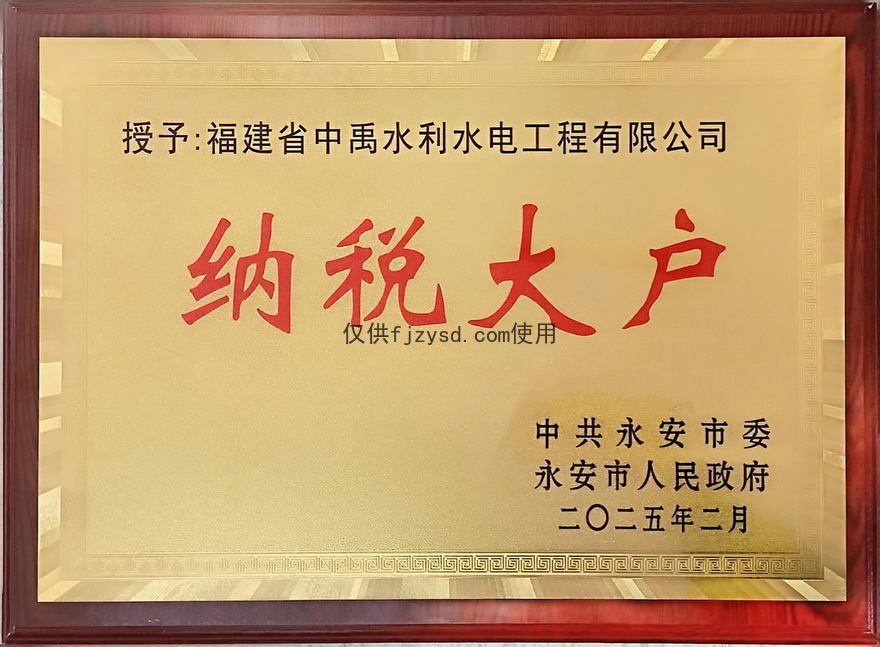 授予:福建省中禹水利水电工程有限公司
纳税大户
仅供fjzysd.com使用
中共永安市委
永安市人民政府
二〇二五年二月